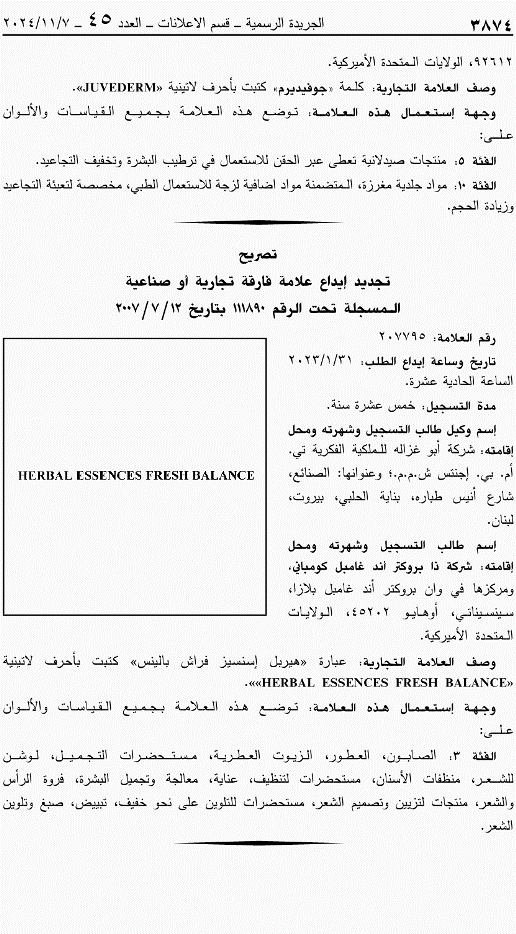 ٣٨٧٤ الجريدة الرسمية ـ قسم الاعلانات ـ العدد ٤٥ ـ ٢٠٢٤/١١/٧
٩٢٦١٢، الولايات المتحدة الأميركية.
وصف العلامة التجارية: كلمة «جوفيديرم» كتبت بأحرف لاتينية «JUVEDERM».
وجهة إستعمال هذه العلامة: توضع هذه العلامة بجميع القياسات والألوان
على:
الفئة ٥: منتجات صيدلانية تعطى عبر الحقن للاستعمال في ترطيب البشرة وتخفيف التجاعيد.
الفئة ١٠: مواد جلدية مغرزة، المتضمنة مواد اضافية لزجة للاستعمال الطبي، مخصصة لتعبئة التجاعيد
وزيادة الحجم.
تصريح
تجديد إيداع علامة فارقة تجارية أو صناعية
المسجلة تحت الرقم ١١١٨٩٠ بتاريخ ٢٠٠٧/٧/١٢
رقم العلامة: ٢٠٧٧٩٥
تاريخ وساعة إيداع الطلب: ٢٠٢٣/١/٣١
الساعة الحادية عشرة.
مدة التسجيل: خمس عشرة سنة.
إسم وكيل طالب التسجيل وشهرته ومحل
إقامته: شركة أبو غزاله للملكية الفكرية تي.
أم. بي. إجنتس ش.م.م.؛ وعنوانها: الصنائع،
شارع أنيس طباره، بناية الحلبي، بيروت،
لبنان.
إسم طالب التسجيل وشهرته ومحل
إقامته: شركة ذا بروكتر أند غامبل كومباني،
ومركزها في وان بروكتر أند غامبل بلازا،
سينسيناتي، أوهايو ٤٥٢٠٢، الولايات
المتحدة الأميركية.
HERBAL ESSENCES FRESH BALANCE
وصف العلامة التجارية: عبارة «هيربل إسنسيز فراش بالينس» كتبت بأحرف لاتينية
«HERBAL ESSENCES FRESH BALANCE»».
وجهة إستعمال هذه العلامة: توضع هذه العلامة بجميع القياسات والألوان
على:
الفئة ٣: الصابون، العطور، الزيوت العطرية، مستحضرات التجميل، لوشن
للشعر، منظفات الأسنان، مستحضرات لتنظيف، عناية، معالجة وتجميل البشرة، فروة الرأس
والشعر، منتجات لتزيين وتصميم الشعر، مستحضرات للتلوين على نحو خفيف، تبييض، صبغ وتلوين
الشعر.